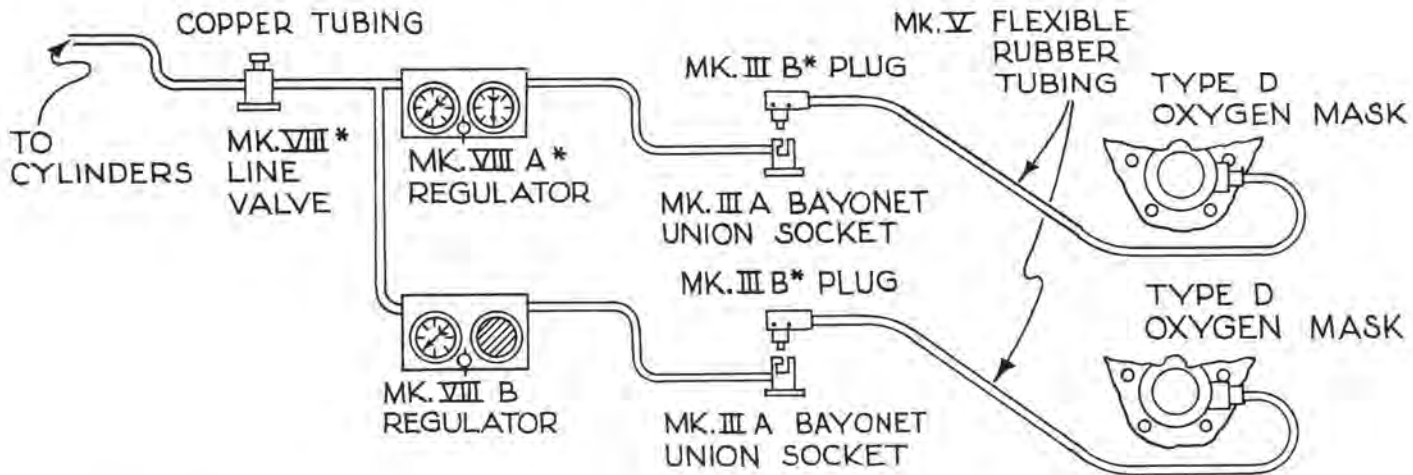 COPPER TUBING
TO
CYLINDERS
MK. VIII *
LINE
VALVE
MK. VIII A*
REGULATOR
MK. III B* PLUG
MK. III A BAYONET
UNION SOCKET
MK. V FLEXIBLE
RUBBER
TUBING
TYPE D
OXYGEN MASK
MK. VIII B
REGULATOR
MK. III B* PLUG
MK. III A BAYONET
UNION SOCKET
TYPE D
OXYGEN MASK